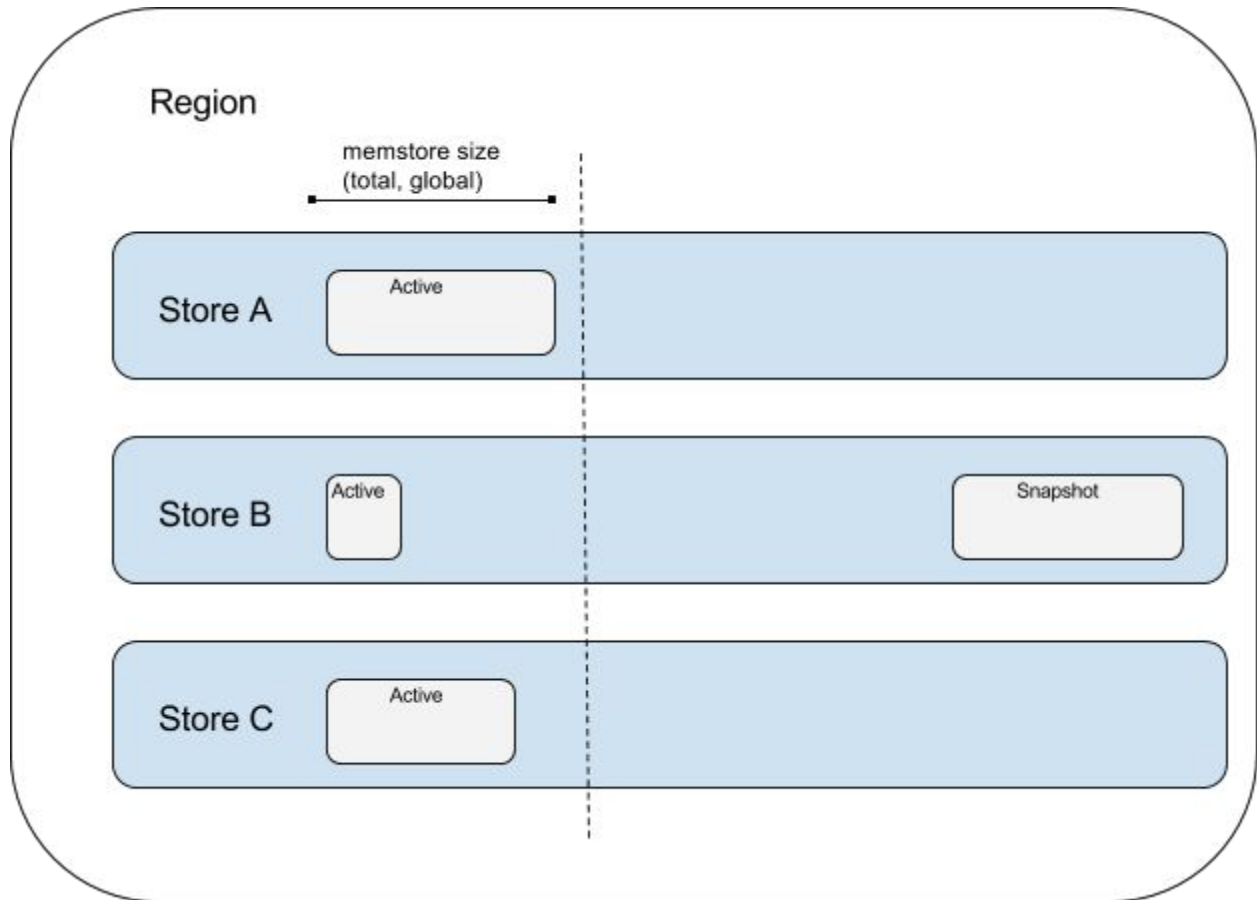 Region
memstore size
(total, global)
Active
Store A
Active
Snapshot
Store B
Active
Store C